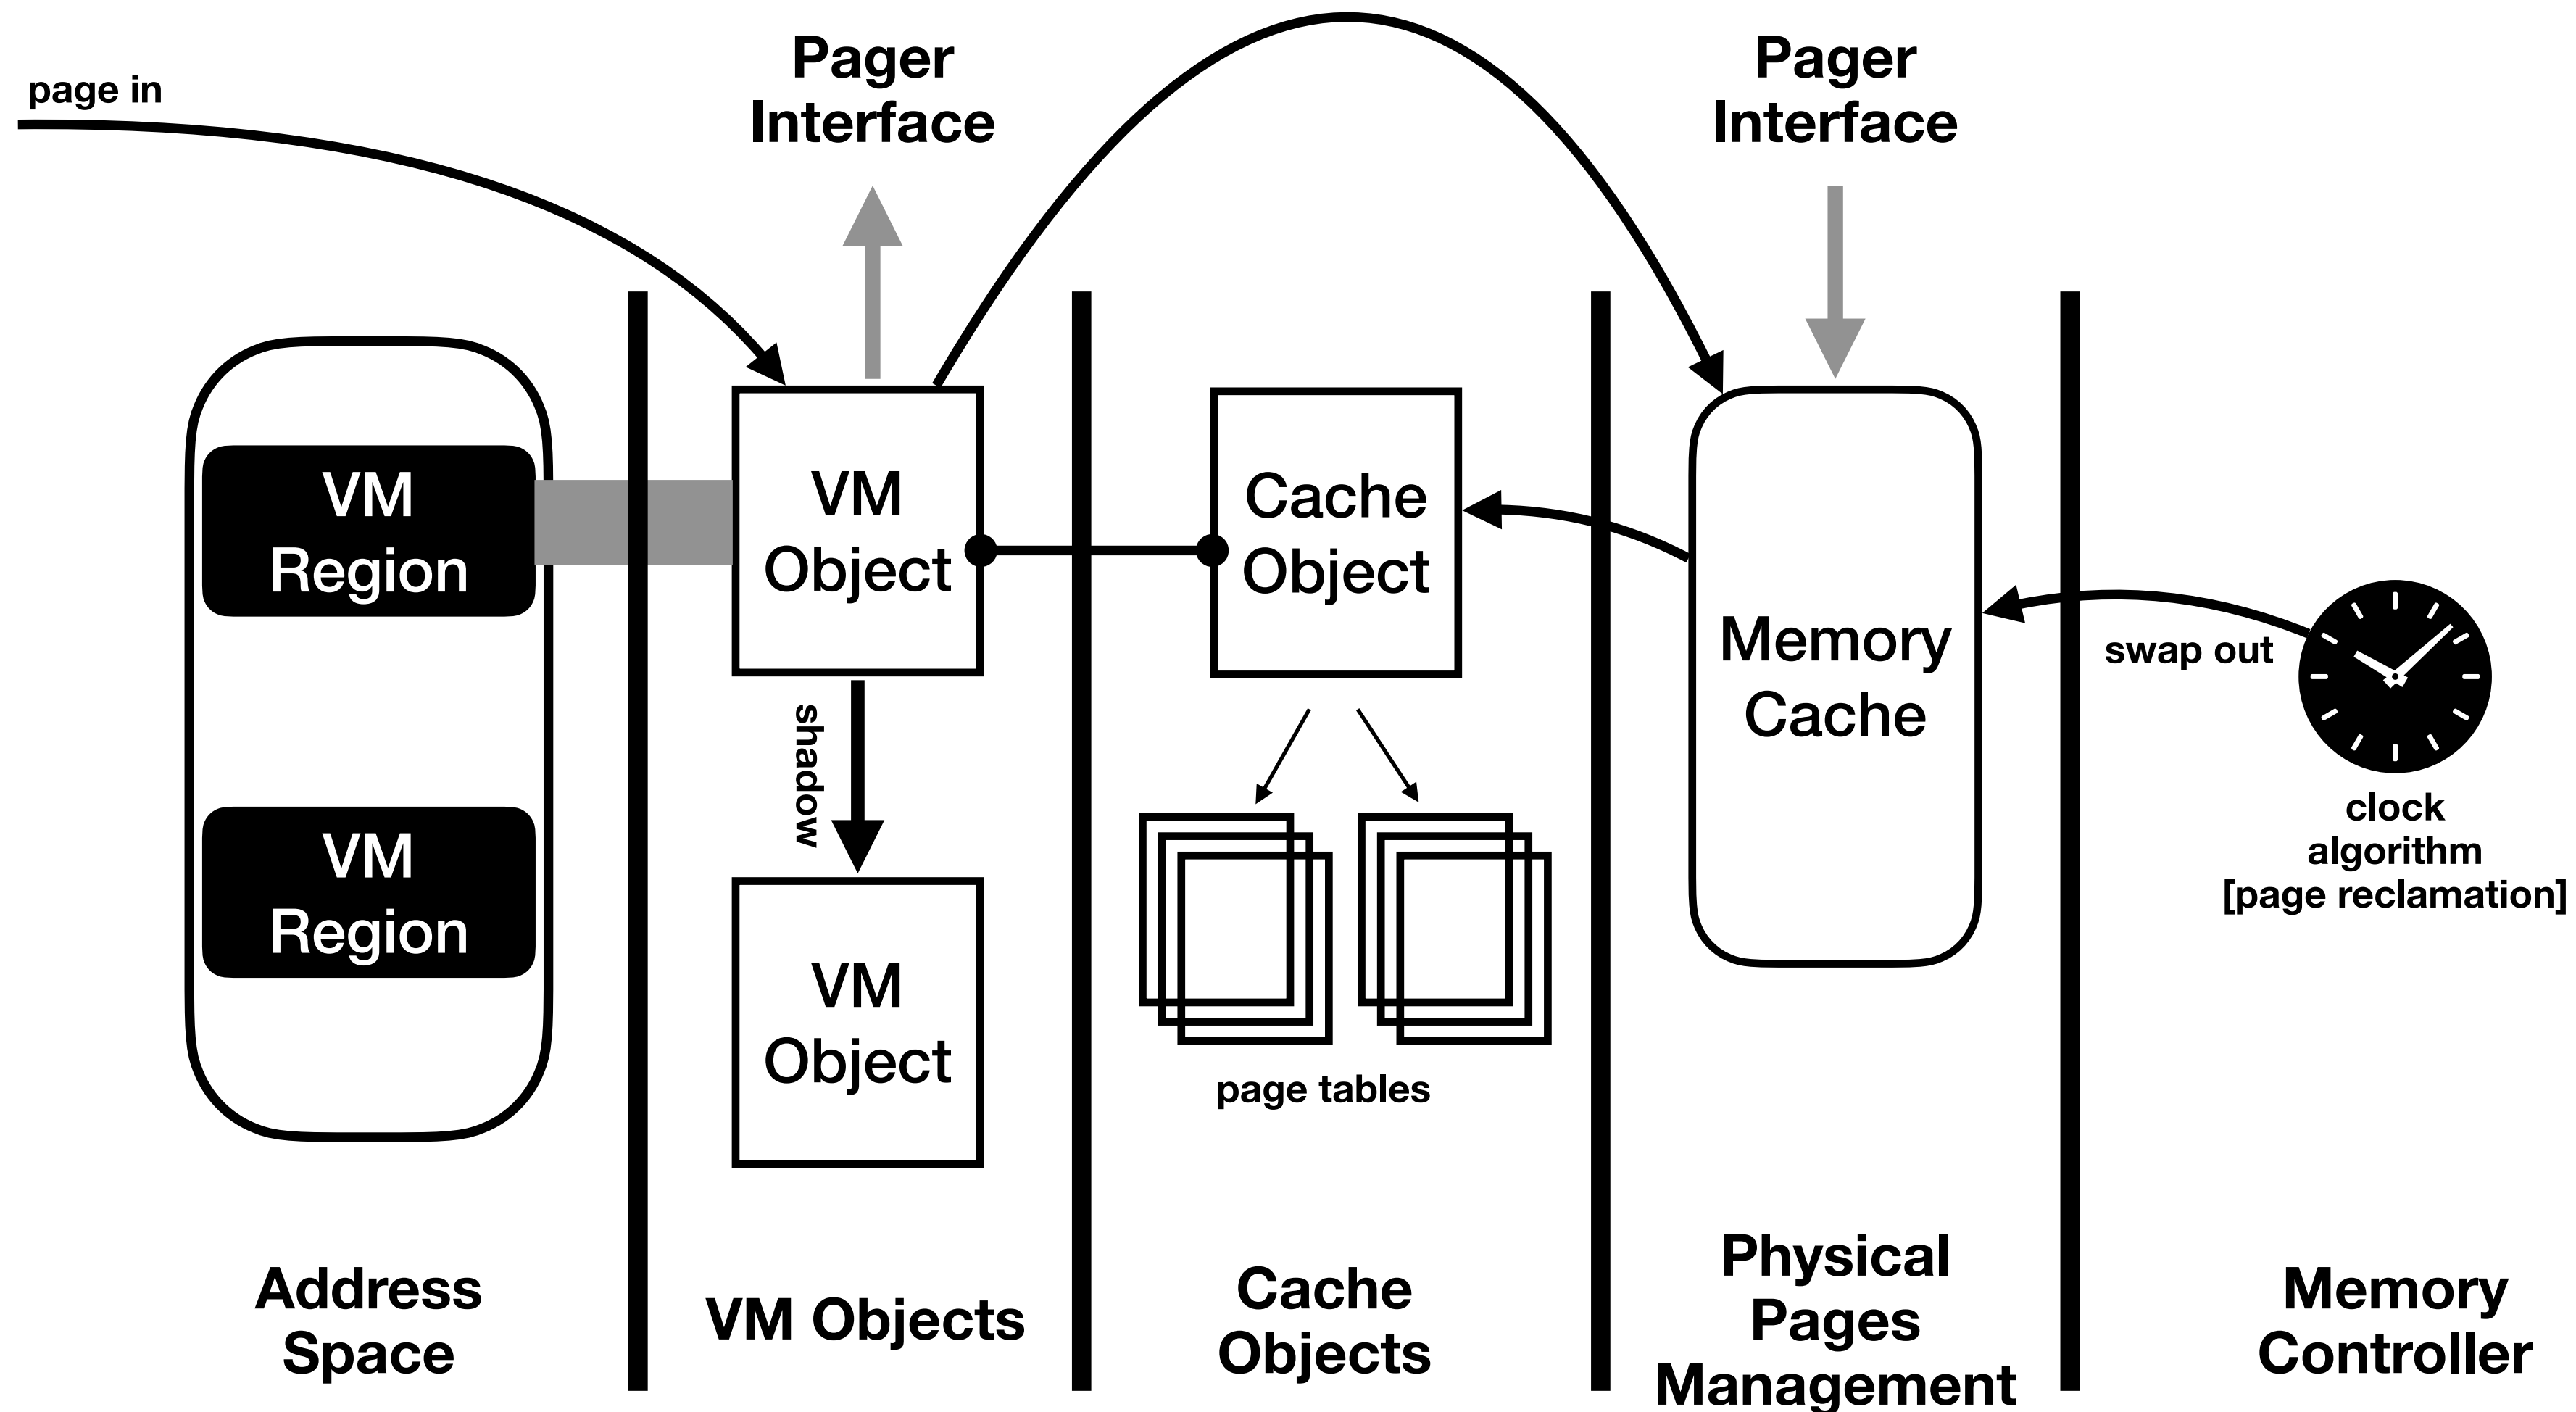 page in
Pager
Interface
Pager
Interface
VM
Region
VM
Region
VM
Object
shadow
VM
Object
Cache
Object
page tables
Memory
Cache
swap out
clock
algorithm
[page reclamation]
Address
Space
VM Objects
Cache
Objects
Physical
Pages
Management
Memory
Controller